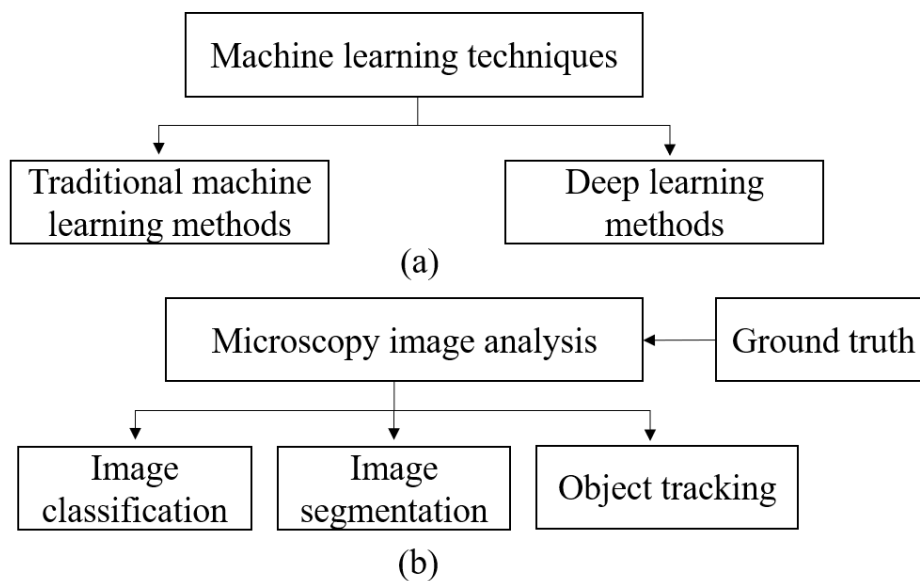 Machine learning techniques
Traditional machine
learning methods
Deep learning
methods
(a)
Microscopy image analysis
Ground truth
Image
classification
Image
segmentation
Object tracking
(b)